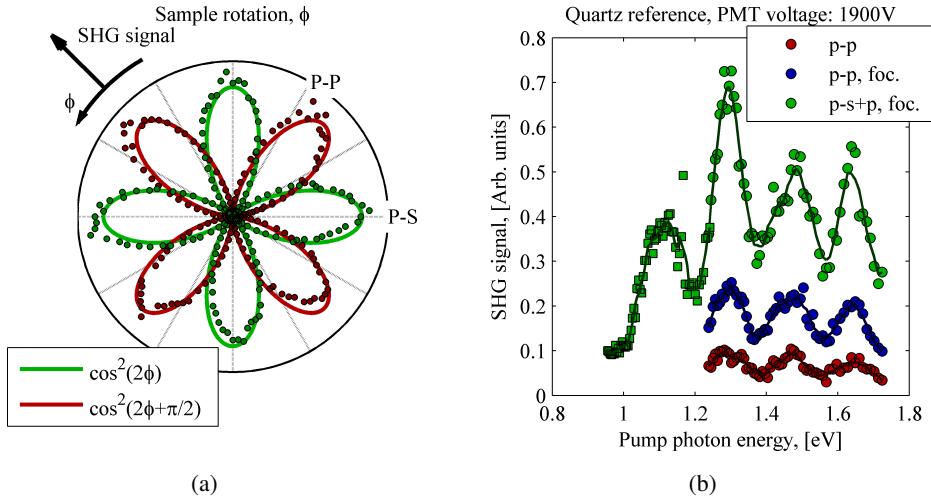 Sample rotation, ϕ
SHG signal
ϕ
P-P
P-S
cos²(2ϕ)
cos²(2ϕ+π/2)
(a)
Quartz reference, PMT voltage: 1900V
p-p
p-p, foc.
p-s+p, foc.
SHG signal, [Arb. units]
0.8
0.7
0.6
0.5
0.4
0.3
0.2
0.1
0
0.8
1
1.2
1.4
1.6
1.8
Pump photon energy, [eV]
(b)